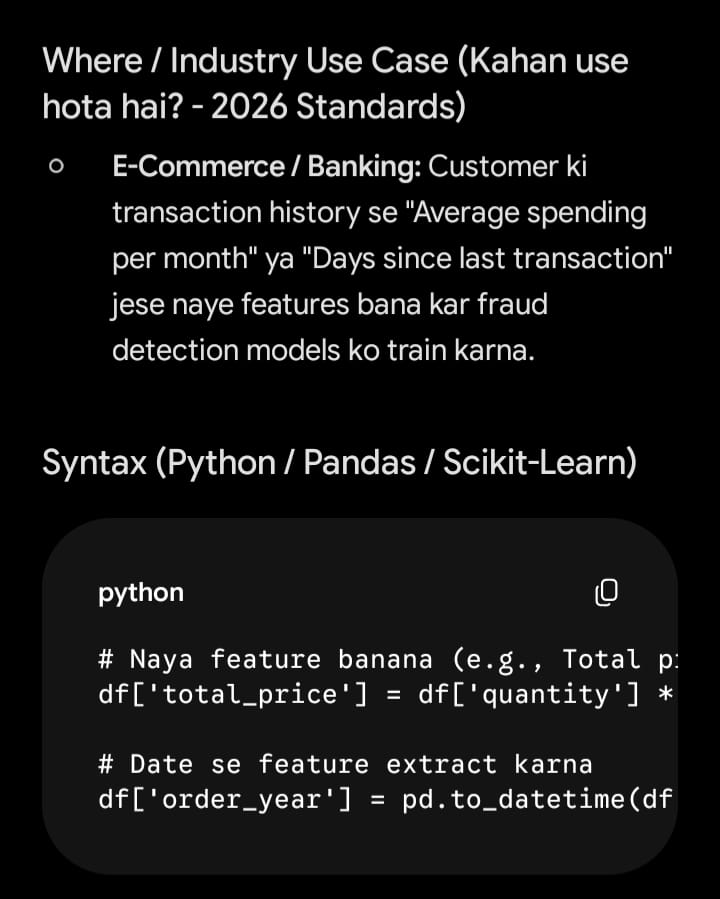 Where / Industry Use Case (Kahan use
hota hai? - 2026 Standards)
E-Commerce / Banking: Customer ki
transaction history se "Average spending
per month" ya "Days since last transaction"
jese naye features bana kar fraud
detection models ko train karna.
Syntax (Python / Pandas / Scikit-Learn)
python
# Naya feature banana (e.g., Total
df['total_price'] = df['quantity'] *
# Date se feature extract karna
df['order_year'] = pd.to_datetime(df